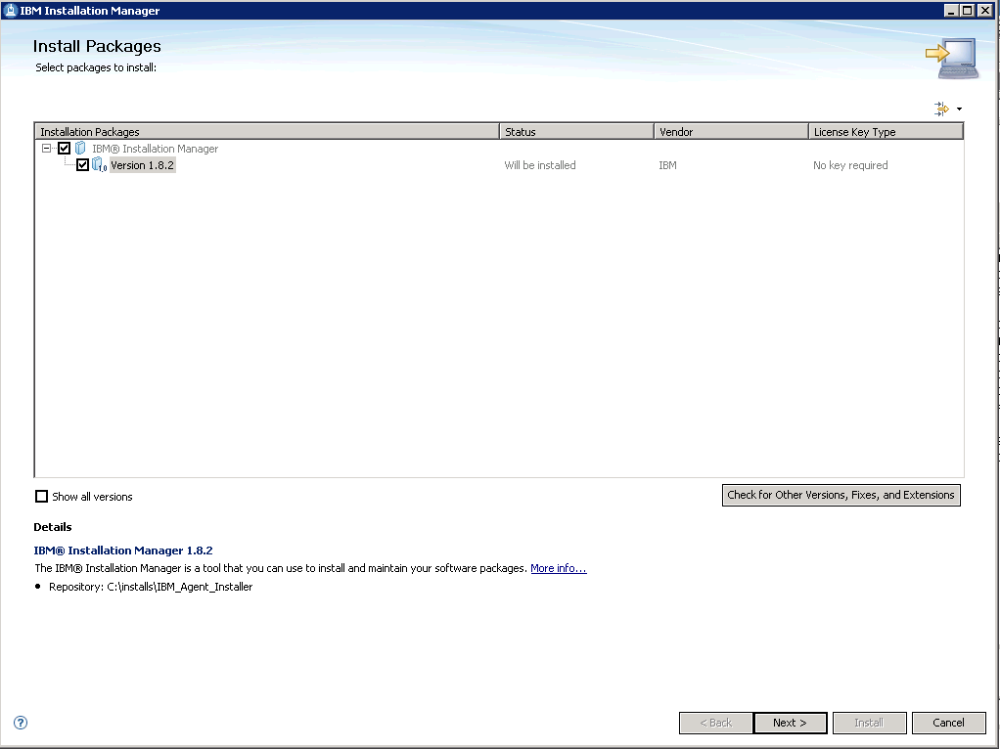 IBM Installation Manager
Install Packages
Select packages to install:
Installation Packages Status Vendor License Key Type
IBM® Installation Manager
Version 1.8.2 Will be installed IBM No key required
Show all versions Check for Other Versions, Fixes, and Extensions
Details
IBM® Installation Manager 1.8.2
The IBM® Installation Manager is a tool that you can use to install and maintain your software packages. More info...
Repository: C:\installs\IBM_Agent_Installer
< Back Next > Install Cancel